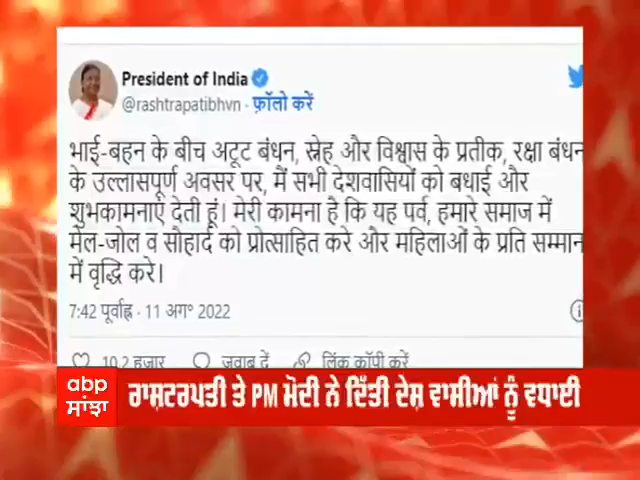 President of India
@rashtrapatibhvn · फ़ॉलो करें
भाई-बहन के बीच अटूट बंधन, स्नेह और विश्वास के प्रतीक, रक्षा बंधन
के उल्लासपूर्ण अवसर पर, मैं सभी देशवासियों को बधाई और
शुभकामनाएं देती हूं। मेरी कामना है कि यह पर्व, हमारे समाज में
मेल-जोल व सौहार्द को प्रोत्साहित करे और महिलाओं के प्रति सम्मान
में वृद्धि करे।
7:42 पूर्वाह्न · 11 अग॰ 2022
10.2 हज़ार जवाब दें लिंक कॉपी करें
abp
ਸਾਂਝਾ
ਰਾਸ਼ਟਰਪਤੀ ਤੇ PM ਮੋਦੀ ਨੇ ਦਿੱਤੀ ਦੇਸ਼ ਵਾਸੀਆਂ ਨੂੰ ਵਧਾਈ